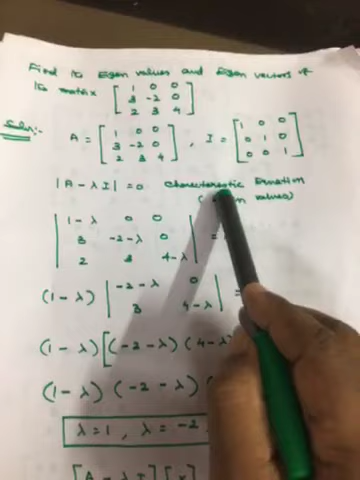 Find to Eigen values and Eigen vectors of
to matrix [ 1 0 0
3 -2 0
2 3 4 ]
Soln:-
A = [ 1 0 0
3 -2 0
2 3 4 ] , I = [ 1 0 0
0 1 0
0 0 1 ]
|A - λI| = 0 characteristic Equation
values)
| 1-λ 0 0
3 -2-λ 0
2 3 4-λ | =
(1-λ) | -2-λ 0
3 4-λ | =
(1-λ) [(-2-λ) (4-λ)
(1-λ) (-2-λ) (
λ=1 , λ=-2
[A - λI]